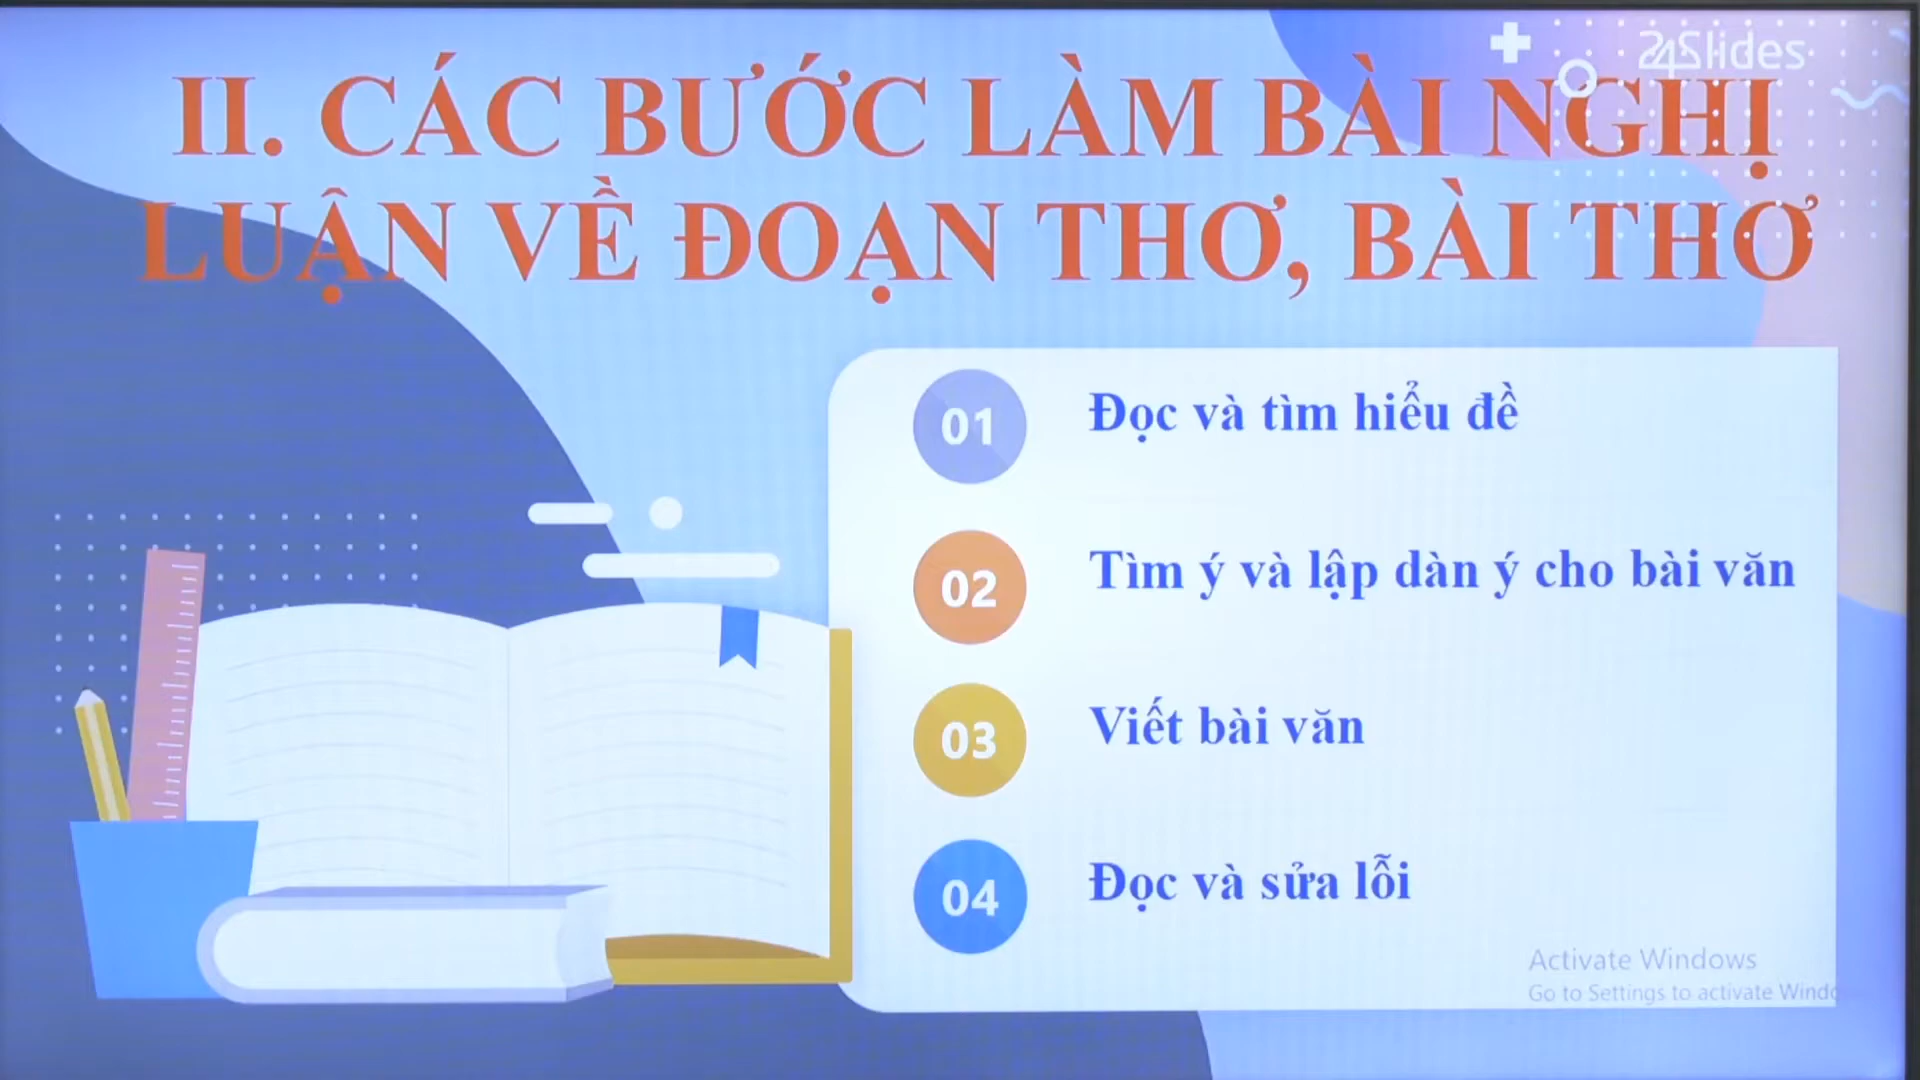 24Slides
II. CÁC BƯỚC LÀM BÀI NGHỊ
LUẬN VỀ ĐOẠN THƠ, BÀI THƠ
01 Đọc và tìm hiểu đề
02 Tìm ý và lập dàn ý cho bài văn
03 Viết bài văn
04 Đọc và sửa lỗi
Activate Windows
Go to Settings to activate Windo